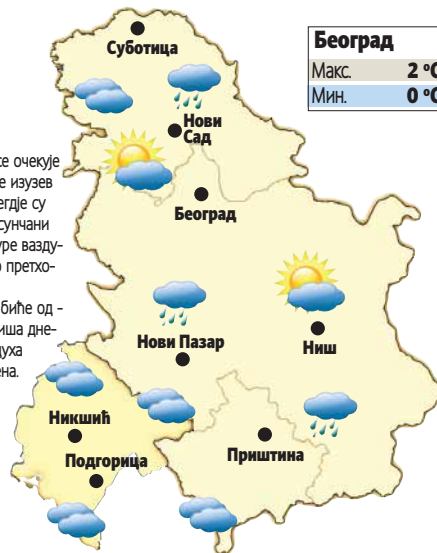 Суботица
Нови
Сад
Београд
Нови Пазар
Ниш
Никшић
Подгорица
Приштина
Београд
Макс. 2 °C
Мин. 0 °C
се очекује
е изузев
егдје су
сунчани
уре ваздy-
о претхо-
биће од -
иша дне-
духа
ена.